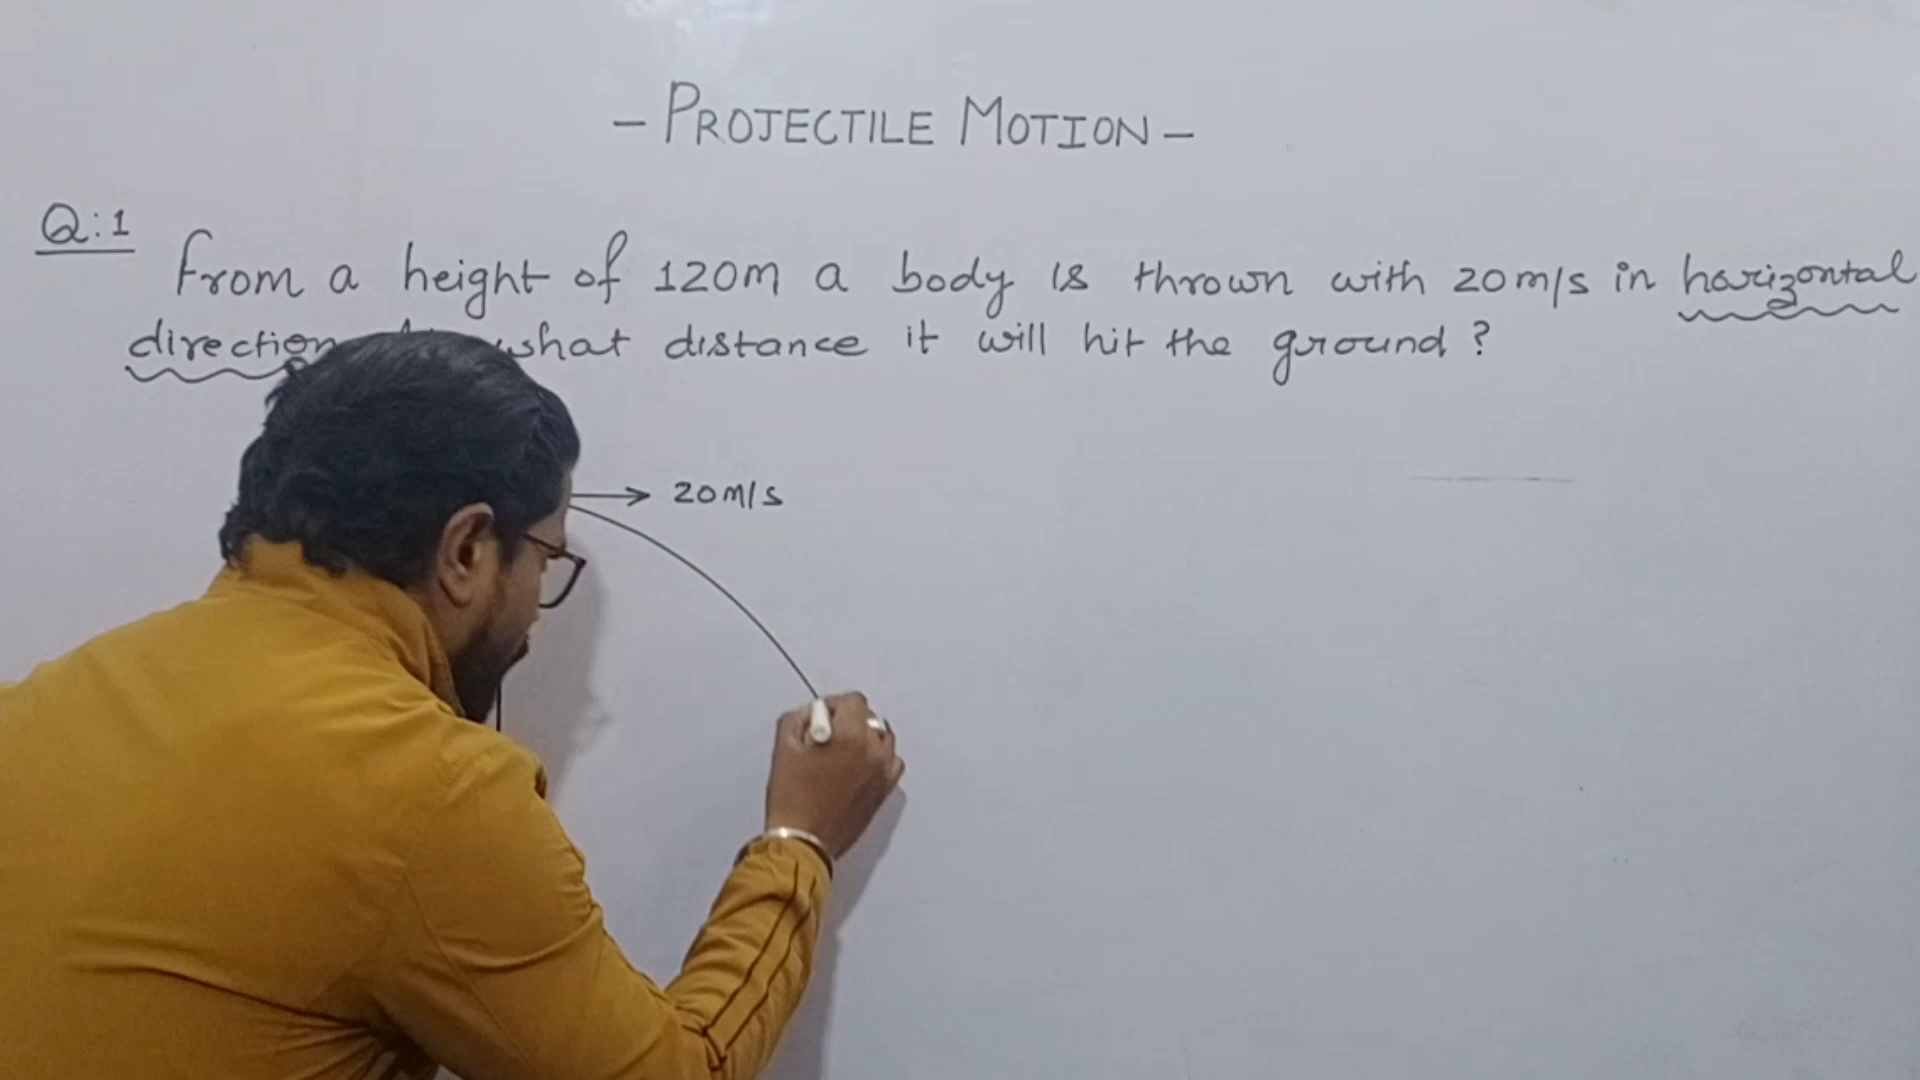 - PROJECTILE MOTION -
Q:1
From a height of 120m a body is thrown with 20m/s in harizontal
direction what distance it will hit the ground ?
20m/s